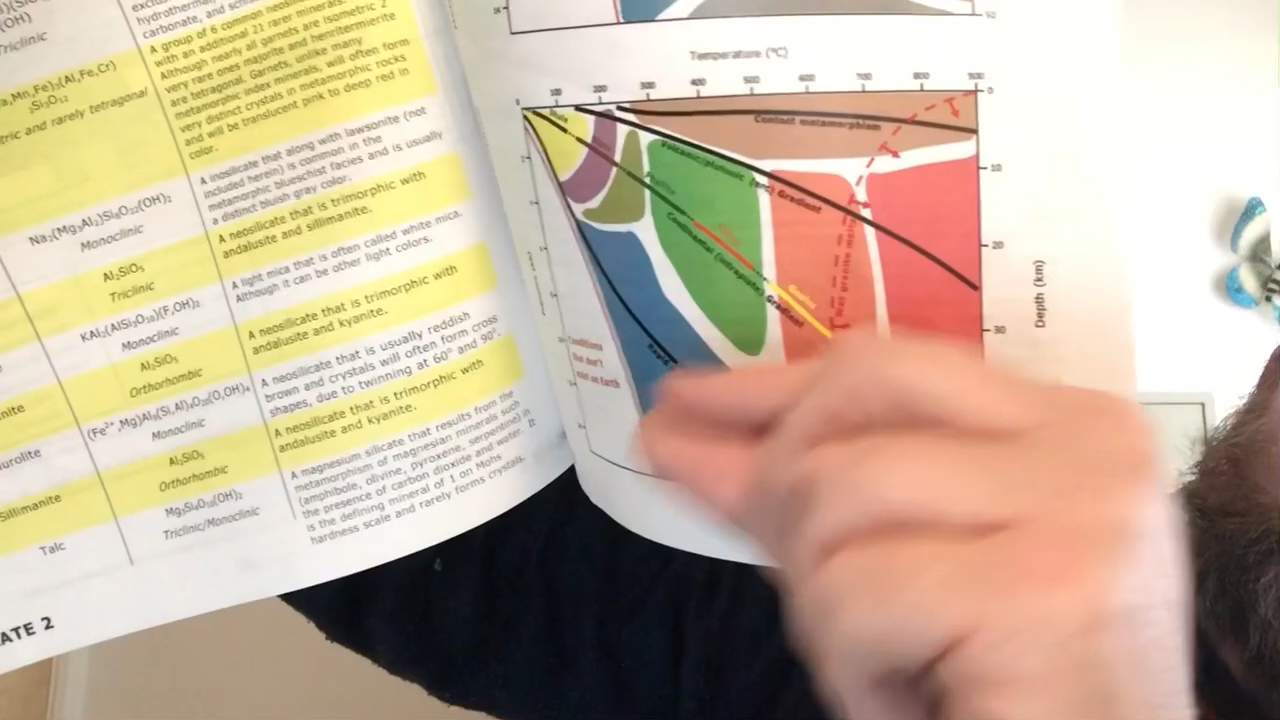 (OH)
Triclinic
hydrothermal
carbonate, and
A group of 6 common
with an additional 21 rarer minerals.
Although nearly all garnets are isometric 2
very rare ones majorite and henritermierite
are tetragonal. Garnets, unlike many
metamorphic index minerals, will often form
very distinct crystals in metamorphic rocks
and will be translucent pink to deep red in
color.
a,Mn,Fe)₃(Al,Fe,Cr)
₂Si₃O₁₂
tric and rarely tetragonal
A inosilicate that along with lawsonite (not
included herein) is common in the
metamorphic blueschist facies and is usually
a distinct bluish gray color.
Na₂(Mg₃Al₂)Si₈O₂₂(OH)₂
Monoclinic
A neosilicate that is trimorphic with
andalusite and sillimanite.
Al₂SiO₅
Triclinic
A light mica that is often called white mica.
Although it can be other light colors.
KAl₂(AlSi₃O₁₀)(F,OH)₂
Monoclinic
A neosilicate that is trimorphic with
andalusite and kyanite.
Al₂SiO₅
Orthorhombic
A neosilicate that is usually reddish
brown and crystals will often form cross
shapes, due to twinning at 60° and 90°.
(Fe²⁺,Mg)Al₉(Si,Al)₄O₂₀(O,OH)₄
Monoclinic
A neosilicate that is trimorphic with
andalusite and kyanite.
Sillimanite
Al₂SiO₅
Orthorhombic
A magnesium silicate that results from the
metamorphism of magnesian minerals such
(amphibole, olivine, pyroxene, serpentine) in
the presence of carbon dioxide and water. It
is the defining mineral of 1 on Mohs
hardness scale and rarely forms crystals.
Talc
Mg₃Si₄O₁₀(OH)₂
Triclinic/Monoclinic
ATE 2
Temperature (°C)
0 100 200 300 400 500 600 700 800
0
10
20
30
Depth (km)
Contact metamorphism
Volcanic/plutonic (arc) Gradient
Continental (intraplate) Gradient
Conditions
that don't
exist on Earth